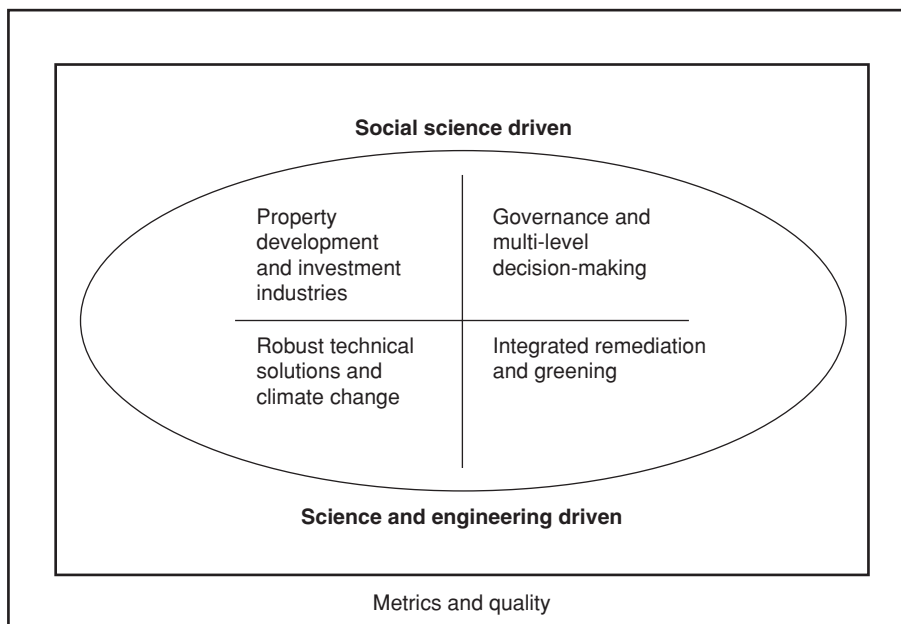 Social science driven
Property
development
and investment
industries
Governance and
multi-level
decision-making
Robust technical
solutions and
climate change
Integrated remediation
and greening
Science and engineering driven
Metrics and quality